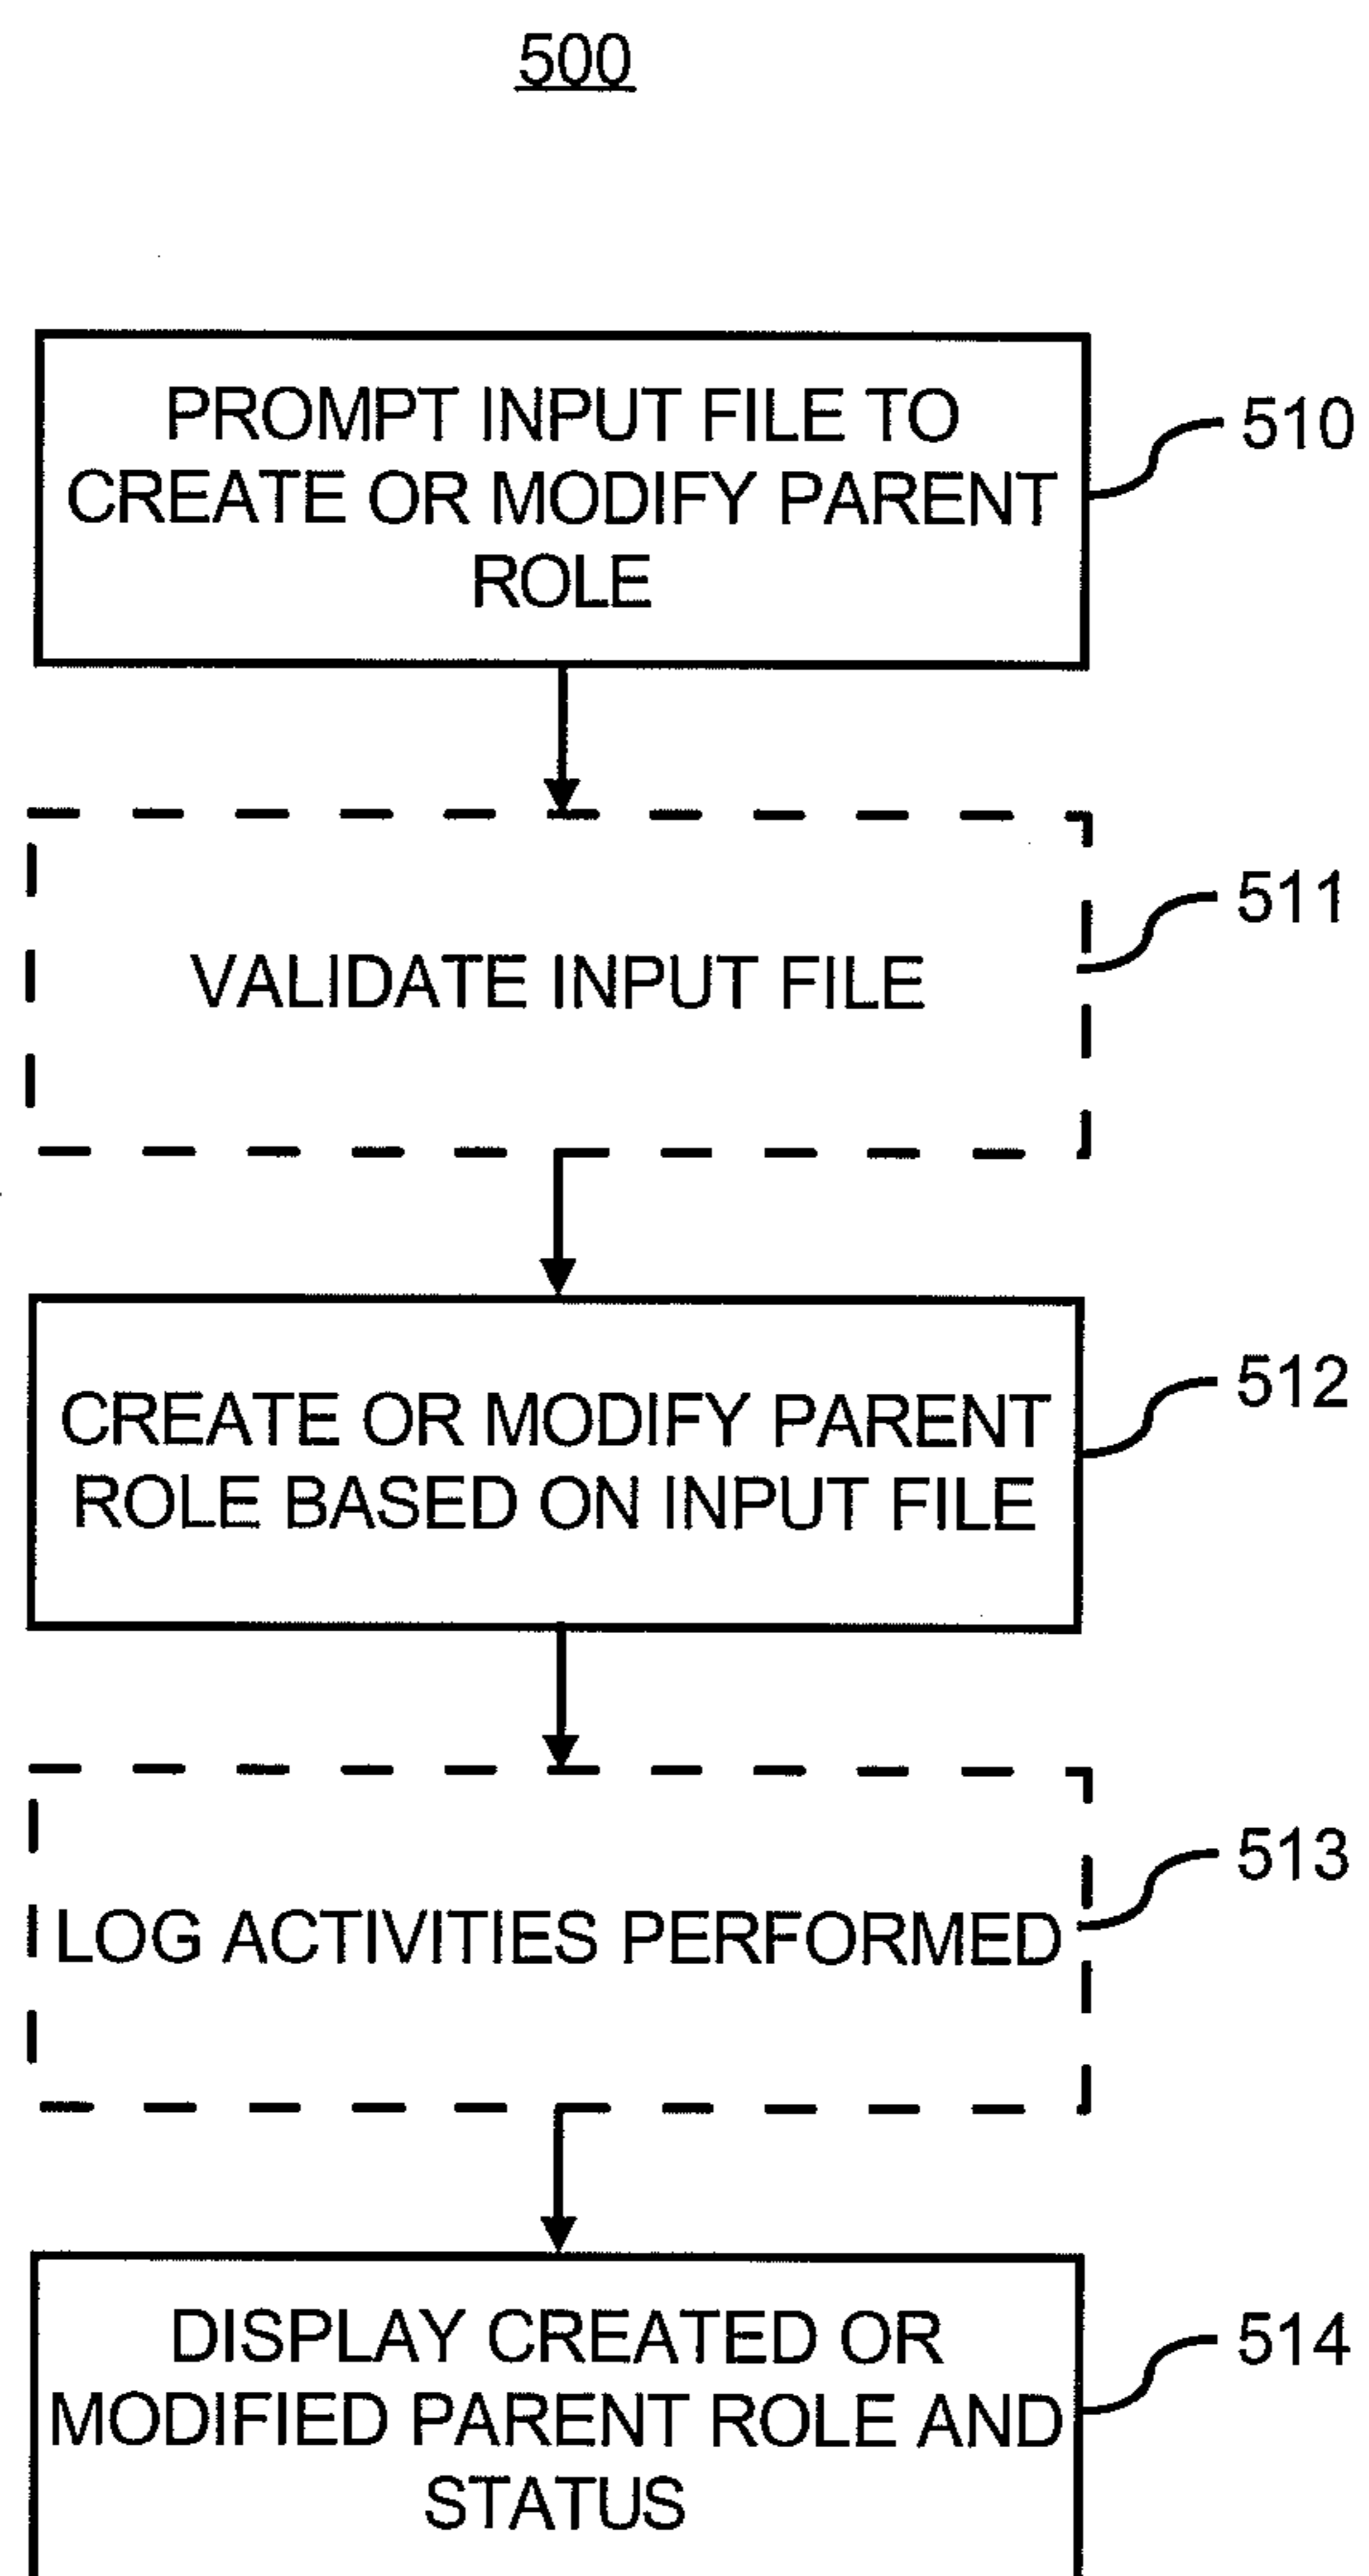 500
PROMPT INPUT FILE TO
CREATE OR MODIFY PARENT
ROLE
510
VALIDATE INPUT FILE
511
CREATE OR MODIFY PARENT
ROLE BASED ON INPUT FILE
512
LOG ACTIVITIES PERFORMED
513
DISPLAY CREATED OR
MODIFIED PARENT ROLE AND
STATUS
514